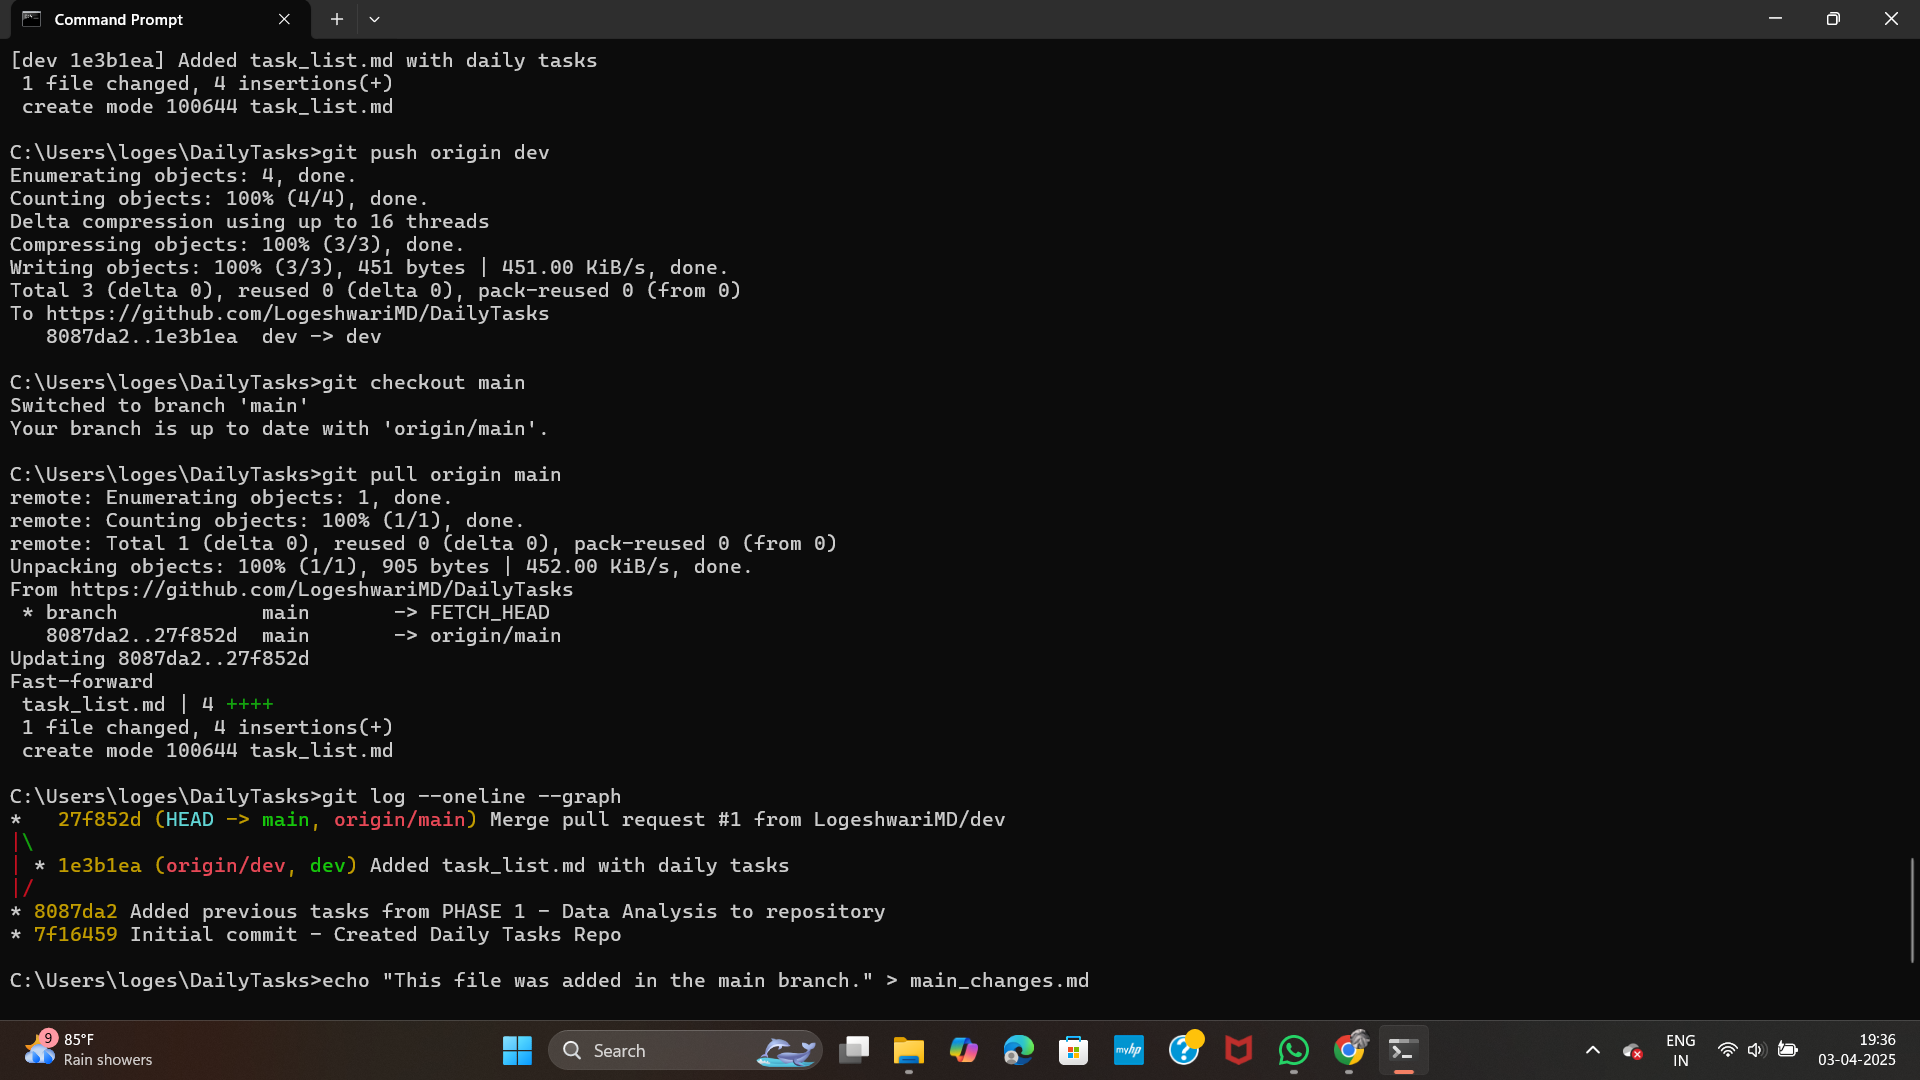 Command Prompt
[dev 1e3b1ea] Added task_list.md with daily tasks
 1 file changed, 4 insertions(+)
 create mode 100644 task_list.md
C:\Users\loges\DailyTasks>git push origin dev
Enumerating objects: 4, done.
Counting objects: 100% (4/4), done.
Delta compression using up to 16 threads
Compressing objects: 100% (3/3), done.
Writing objects: 100% (3/3), 451 bytes | 451.00 KiB/s, done.
Total 3 (delta 0), reused 0 (delta 0), pack-reused 0 (from 0)
To https://github.com/LogeshwariMD/DailyTasks
   8087da2..1e3b1ea  dev -> dev
C:\Users\loges\DailyTasks>git checkout main
Switched to branch 'main'
Your branch is up to date with 'origin/main'.
C:\Users\loges\DailyTasks>git pull origin main
remote: Enumerating objects: 1, done.
remote: Counting objects: 100% (1/1), done.
remote: Total 1 (delta 0), reused 0 (delta 0), pack-reused 0 (from 0)
Unpacking objects: 100% (1/1), 905 bytes | 452.00 KiB/s, done.
From https://github.com/LogeshwariMD/DailyTasks
 * branch            main       -> FETCH_HEAD
   8087da2..27f852d  main       -> origin/main
Updating 8087da2..27f852d
Fast-forward
 task_list.md | 4 ++++
 1 file changed, 4 insertions(+)
 create mode 100644 task_list.md
C:\Users\loges\DailyTasks>git log --oneline --graph
*   27f852d (HEAD -> main, origin/main) Merge pull request #1 from LogeshwariMD/dev
|\
| * 1e3b1ea (origin/dev, dev) Added task_list.md with daily tasks
|/
* 8087da2 Added previous tasks from PHASE 1 - Data Analysis to repository
* 7f16459 Initial commit - Created Daily Tasks Repo
C:\Users\loges\DailyTasks>echo "This file was added in the main branch." > main_changes.md
9
85°F
Rain showers
Search
myhp
ENG
IN
19:36
03-04-2025